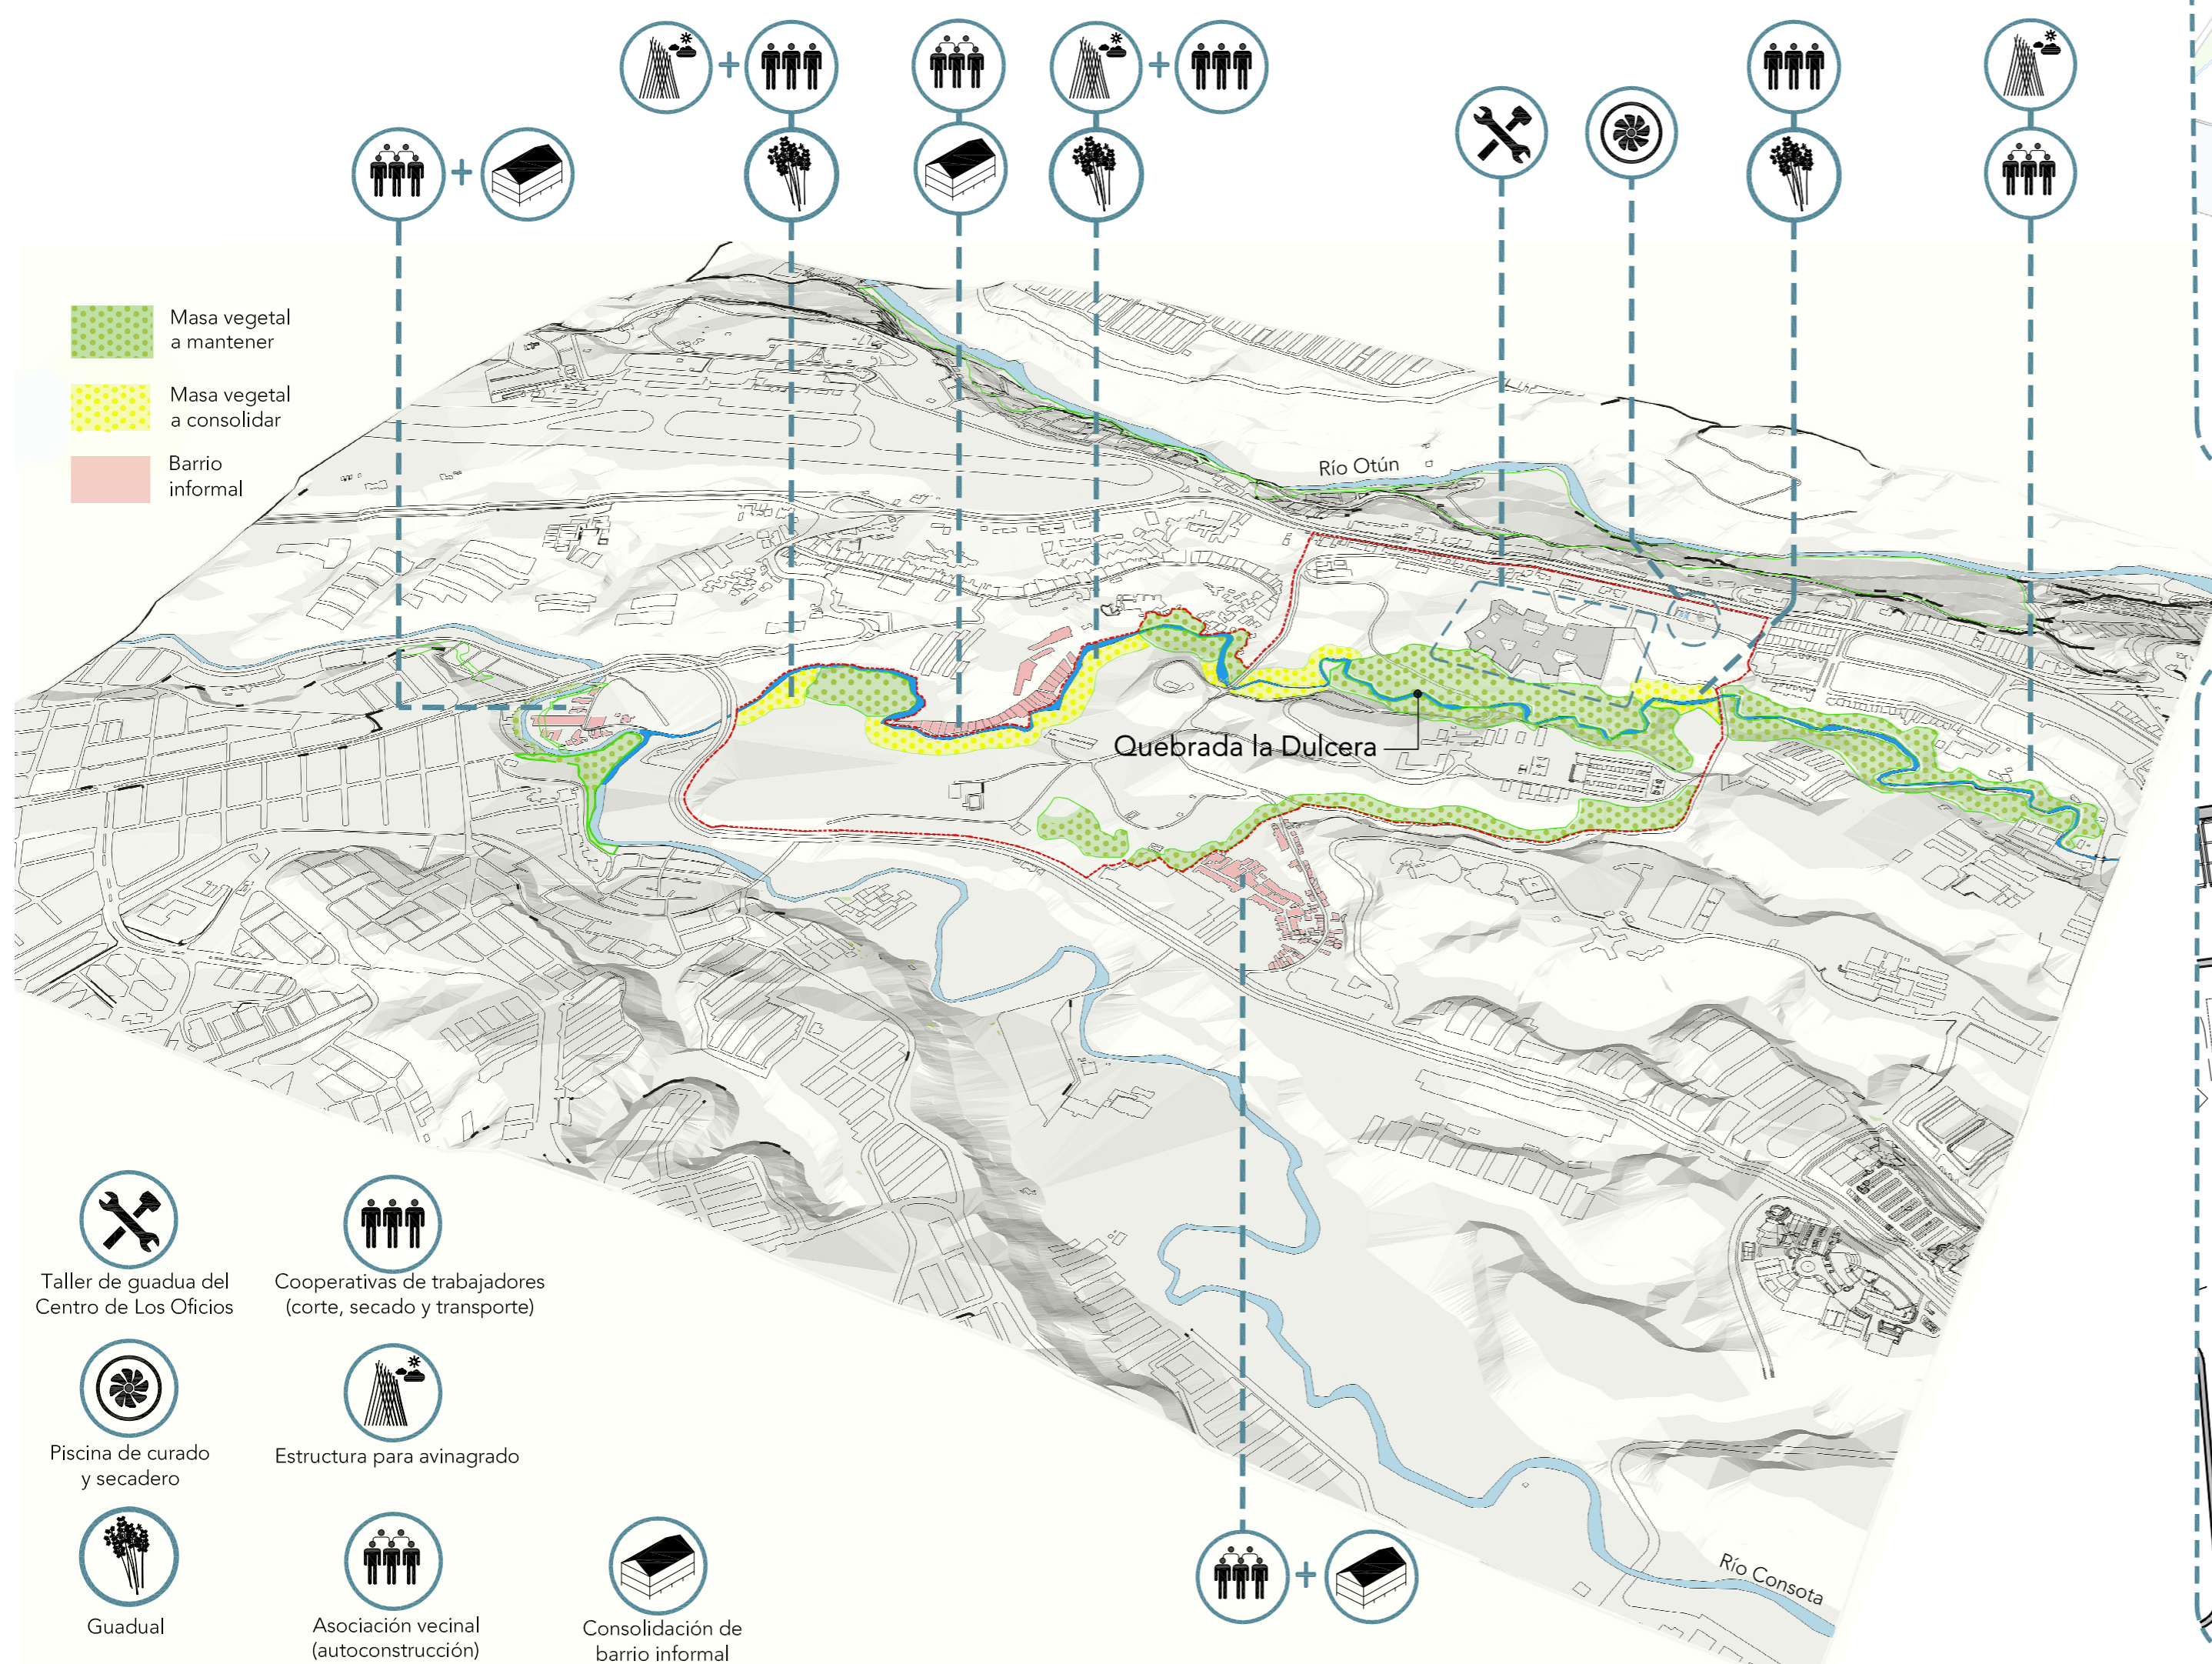 Masa vegetal
a mantener
Masa vegetal
a consolidar
Barrio
informal
Río Otún
Quebrada la Dulcera
Taller de guadua del
Centro de Los Oficios
Cooperativas de trabajadores
(corte, secado y transporte)
Piscina de curado
y secadero
Estructura para avinagrado
Guadual
Asociación vecinal
(autoconstrucción)
Consolidación de
barrio informal
Río Consota